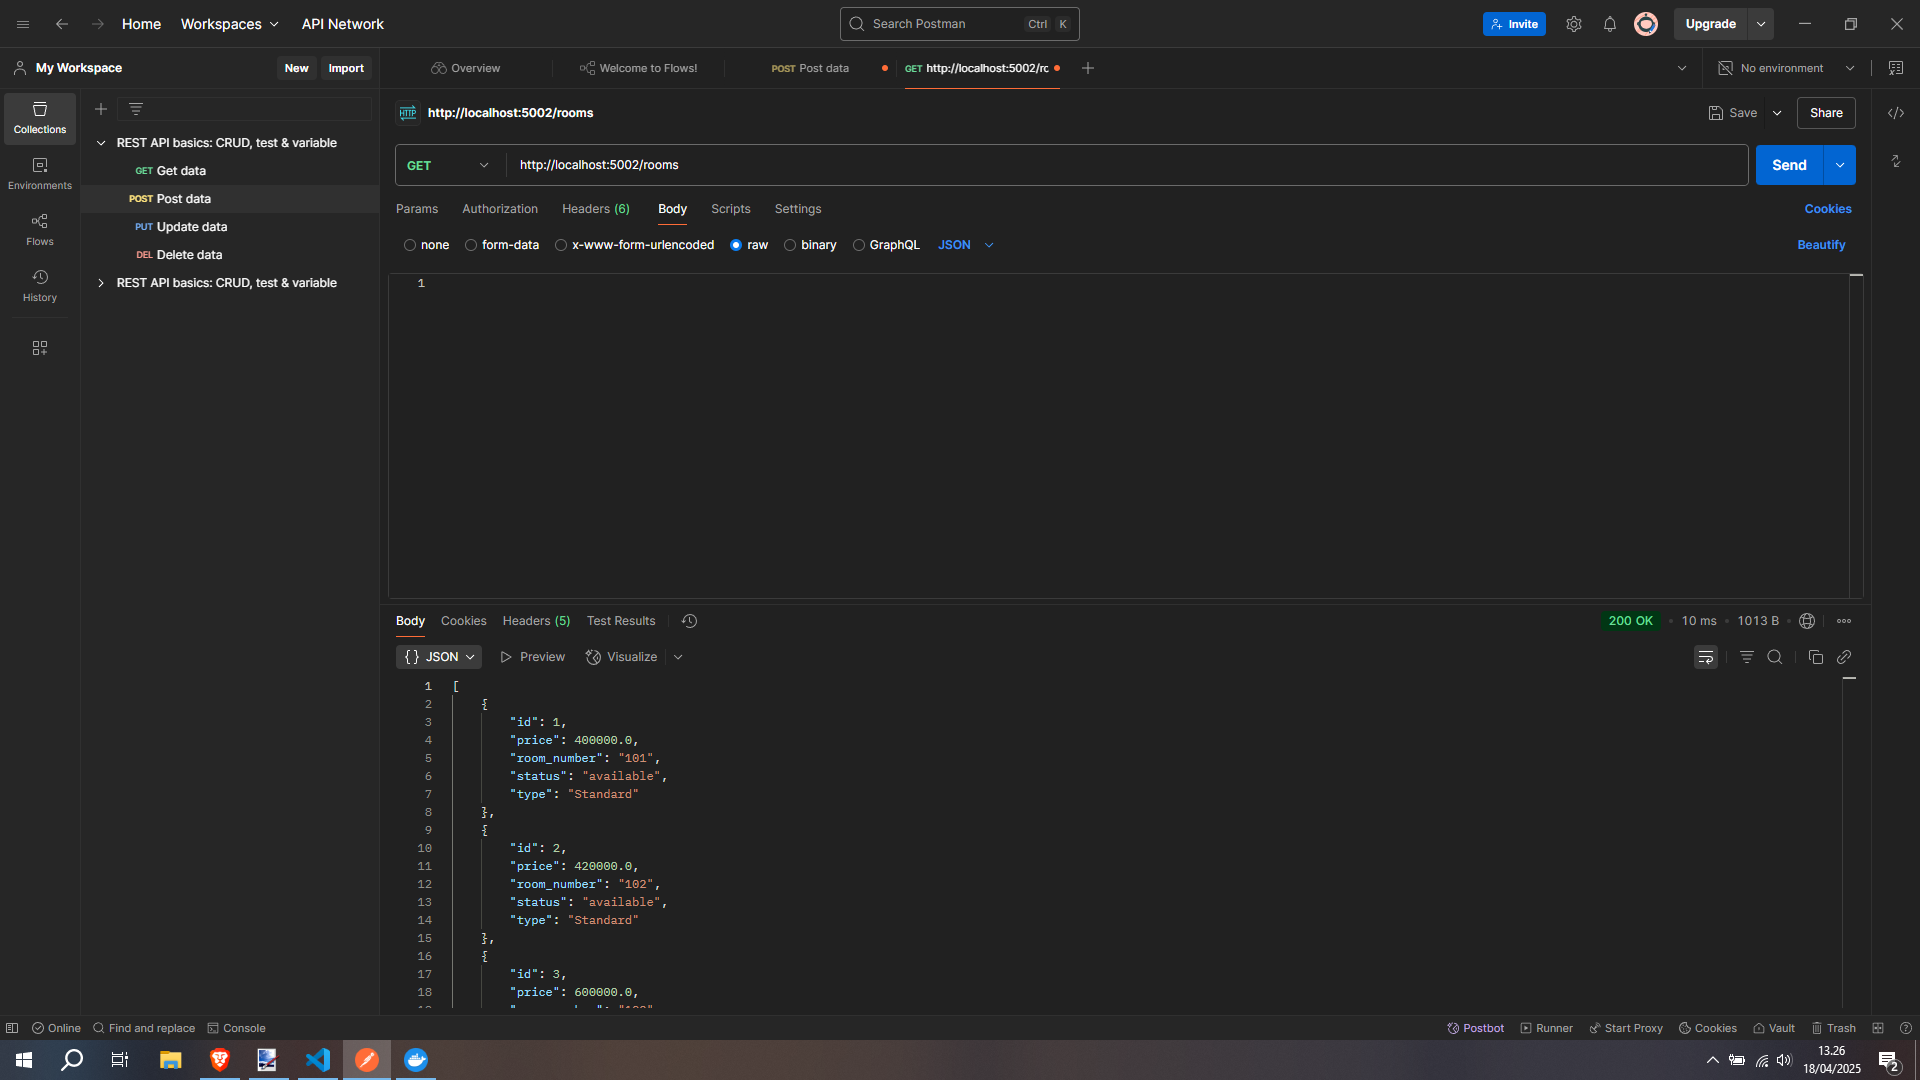 Home Workspaces API Network Search Postman Ctrl K Invite Upgrade
My Workspace New Import Overview Welcome to Flows! POST Post data GET http://localhost:5002/rc No environment
Collections
Environments
Flows
History
REST API basics: CRUD, test & variable
GET Get data
POST Post data
PUT Update data
DEL Delete data
REST API basics: CRUD, test & variable
HTTP http://localhost:5002/rooms Save Share
GET http://localhost:5002/rooms Send
Params Authorization Headers (6) Body Scripts Settings Cookies
none form-data x-www-form-urlencoded raw binary GraphQL JSON Beautify
1
Body Cookies Headers (5) Test Results 200 OK 10 ms 1013 B
{} JSON Preview Visualize
1 [
2 {
3 "id": 1,
4 "price": 400000.0,
5 "room_number": "101",
6 "status": "available",
7 "type": "Standard"
8 },
9 {
10 "id": 2,
11 "price": 420000.0,
12 "room_number": "102",
13 "status": "available",
14 "type": "Standard"
15 },
16 {
17 "id": 3,
18 "price": 600000.0,
Online Find and replace Console Postbot Runner Start Proxy Cookies Vault Trash
13.26
18/04/2025
2